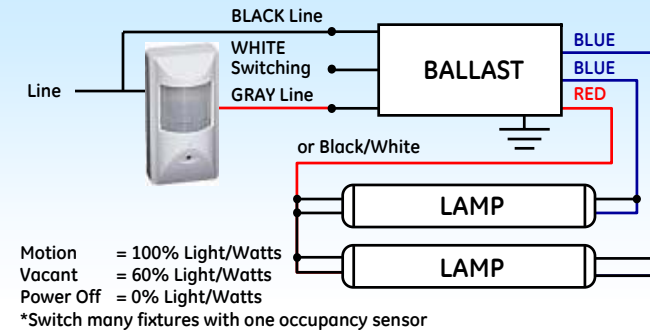 BLACK Line
WHITE
Switching
Line
GRAY Line
BALLAST
BLUE
BLUE
RED
or Black/White
LAMP
LAMP
Motion = 100% Light/Watts
Vacant = 60% Light/Watts
Power Off = 0% Light/Watts
*Switch many fixtures with one occupancy sensor